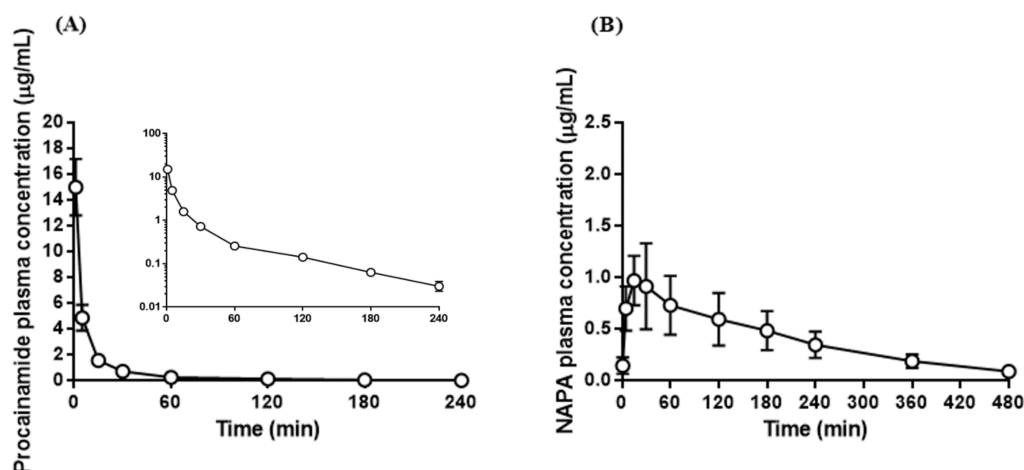 (A)
Procainamide plasma concentration (μg/mL)
20
18
16
14
12
10
8
6
4
2
0
0 60 120 180 240
Time (min)
100
10
1
0.1
0.01
0 60 120 180 240
(B)
NAPA plasma concentration (μg/mL)
2.5
2.0
1.5
1.0
0.5
0.0
0 60 120 180 240 300 360 420 480
Time (min)